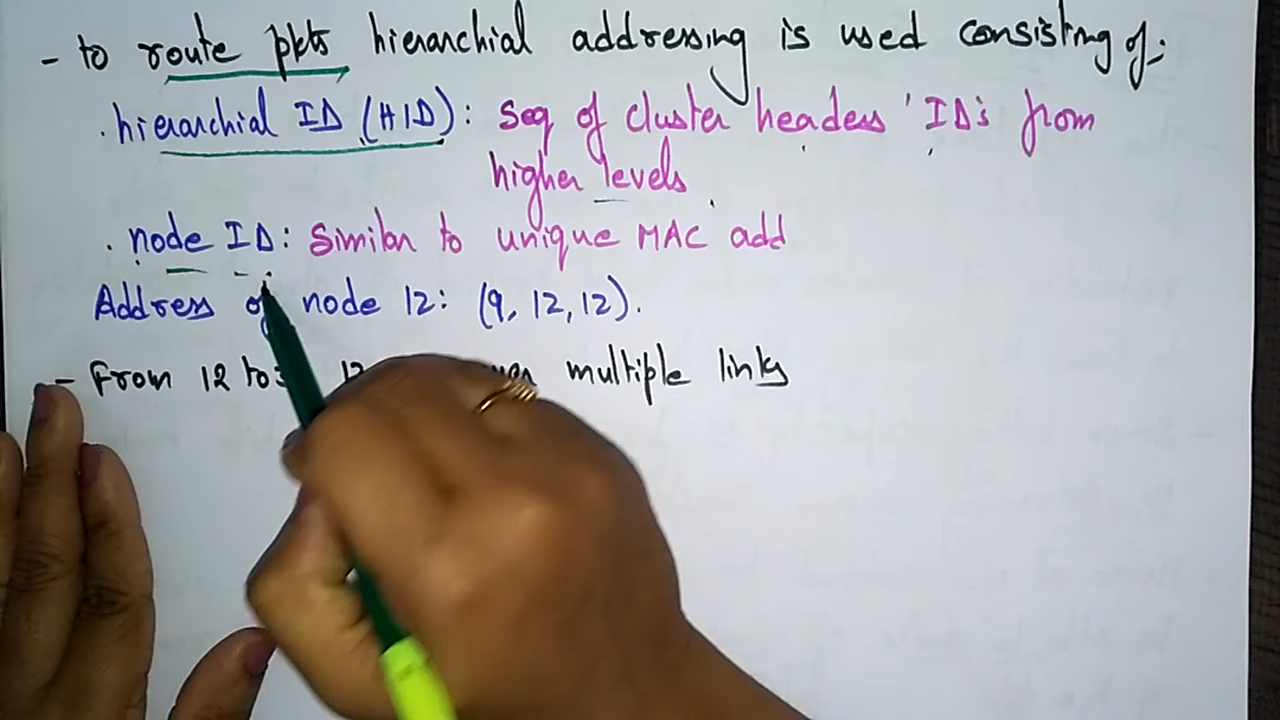 - to route pkts hierarchial addressing is used consisting of:
. hierarchial ID (HID): Seq of cluster headers' ID's from
higher levels
. node ID: Similar to unique MAC add
Address of node 12: (9, 12, 12).
- From 12 to 12 multiple links